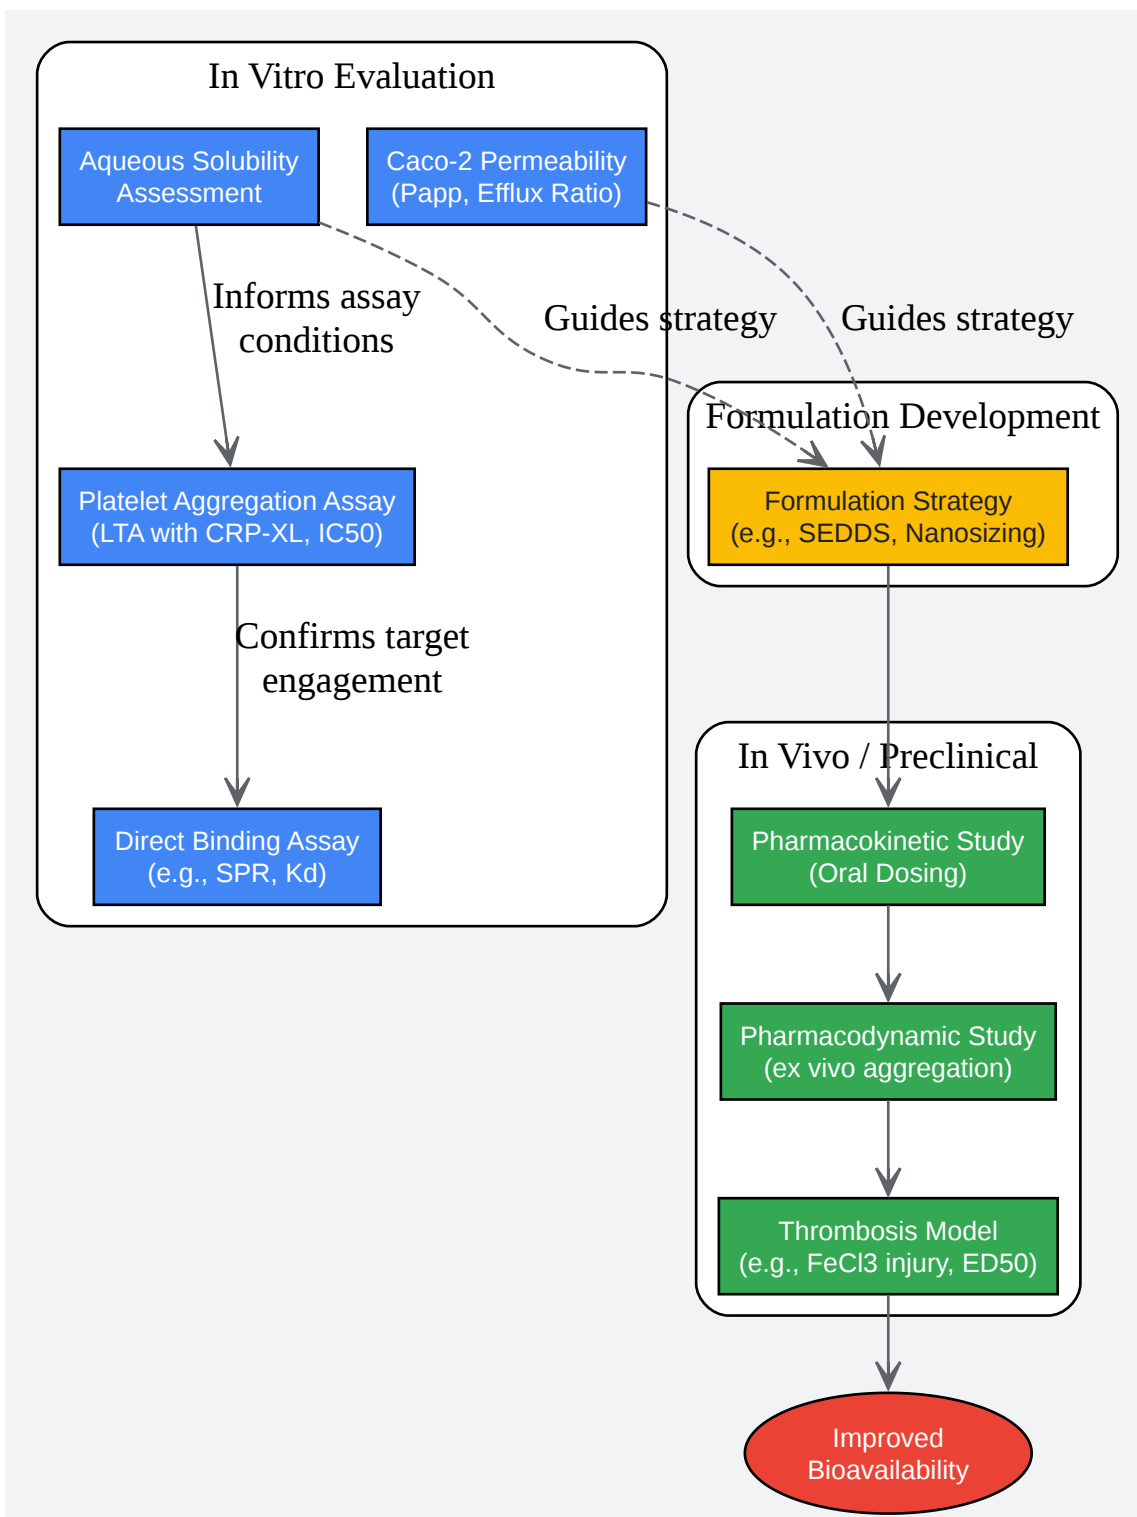 In Vitro Evaluation
Aqueous Solubility
Assessment
Caco-2 Permeability
(Papp, Efflux Ratio)
Informs assay
conditions
Guides strategy
Guides strategy
Formulation Development
Formulation Strategy
(e.g., SEDDS, Nanosizing)
Platelet Aggregation Assay
(LTA with CRP-XL, IC50)
Confirms target
engagement
Direct Binding Assay
(e.g., SPR, Kd)
In Vivo / Preclinical
Pharmacokinetic Study
(Oral Dosing)
Pharmacodynamic Study
(ex vivo aggregation)
Thrombosis Model
(e.g., FeCl3 injury, ED50)
Improved
Bioavailability